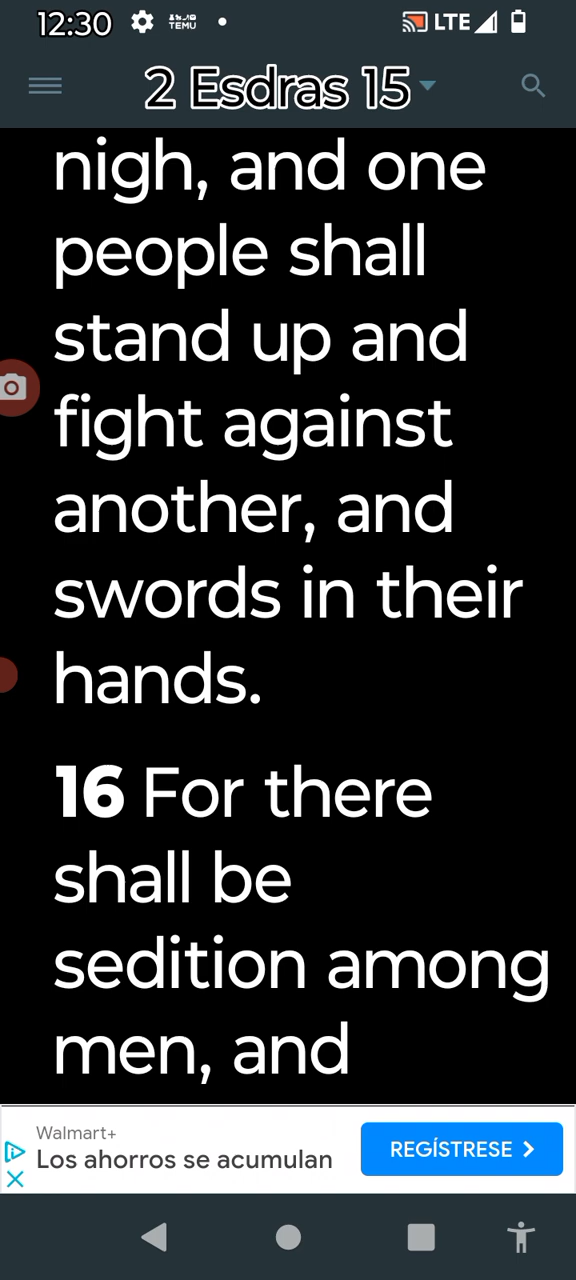 12:30
TEMU
LTE
2 Esdras 15
nigh, and one
people shall
stand up and
fight against
another, and
swords in their
hands.
16 For there
shall be
sedition among
men, and
Walmart+
Los ahorros se acumulan
REGÍSTRESE